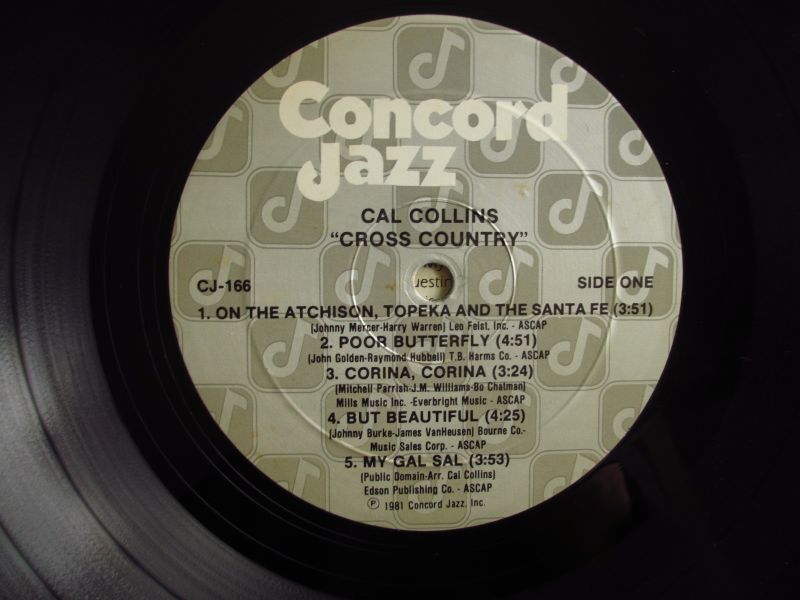 Concord
Jazz
CAL COLLINS
"CROSS COUNTRY"
CJ-166
SIDE ONE
1. ON THE ATCHISON, TOPEKA AND THE SANTA FE (3:51)
(Johnny Mercer-Harry Warren) Leo Feist, Inc. - ASCAP
2. POOR BUTTERFLY (4:51)
(John Golden-Raymond Hubbell) T.B. Harms Co. - ASCAP
3. CORINA, CORINA (3:24)
(Mitchell Parrish-J.M. Williams-Bo Chatman)
Mills Music Inc. -Everbright Music - ASCAP
4. BUT BEAUTIFUL (4:25)
(Johnny Burke-James VanHeusen) Bourne Co.-
Music Sales Corp. - ASCAP
5. MY GAL SAL (3:53)
(Public Domain-Arr. Cal Collins)
Edson Publishing Co. - ASCAP
Ⓟ 1981 Concord Jazz, Inc.